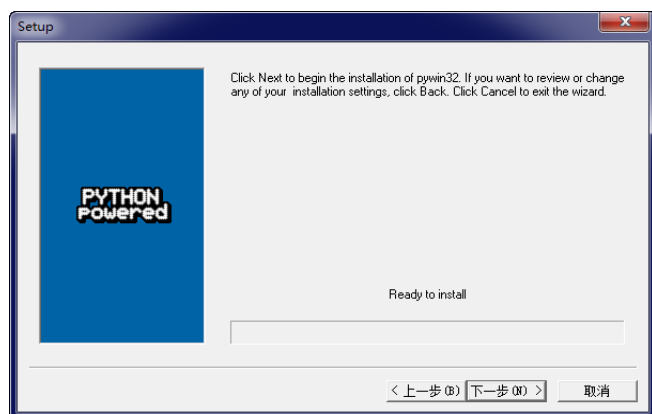 Setup
Click Next to begin the installation of pywin32. If you want to review or change
any of your installation settings, click Back. Click Cancel to exit the wizard.
PYTHON
Powered
Ready to install
< 上一步(B) 下一步(N) > 取消